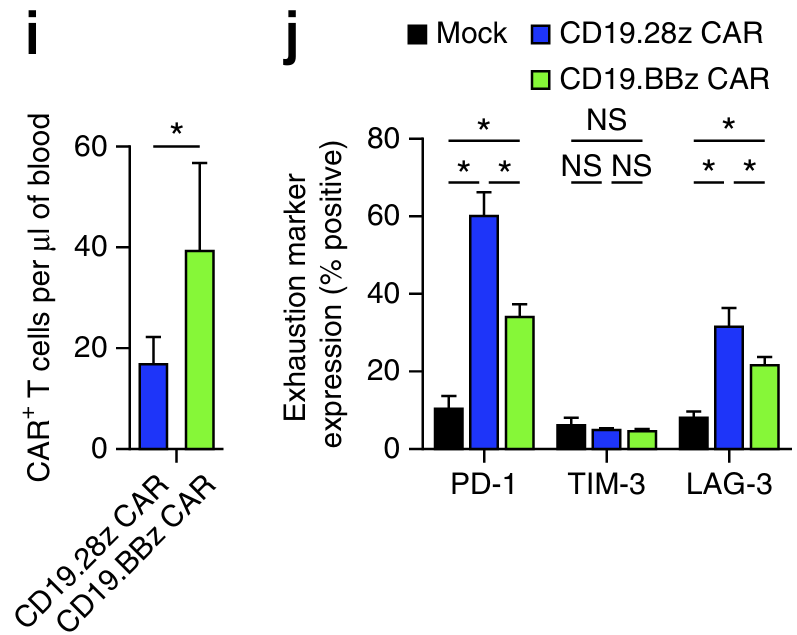 i
CAR+ T cells per μl of blood
60
40
20
0
*
CD19.28z CAR
CD19.BBz CAR
j
Mock
CD19.28z CAR
CD19.BBz CAR
Exhaustion marker
expression (% positive)
80
60
40
20
0
*
* *
NS
NS NS
*
* *
PD-1
TIM-3
LAG-3